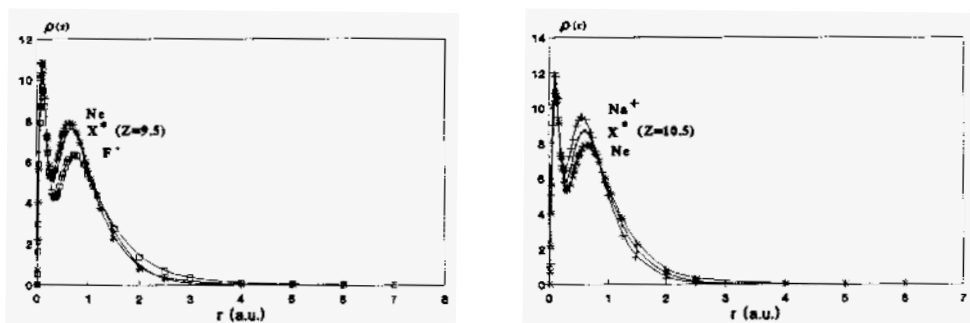 ρ(r)
12
10
8
6
4
2
0
Ne
X* (Z=9.5)
F-
0 1 2 3 4 5 6 7 8
r (a.u.)
ρ(r)
14
12
10
8
6
4
2
0
Na+
X* (Z=10.5)
Ne
0 1 2 3 4 5 6 7
r (a.u.)